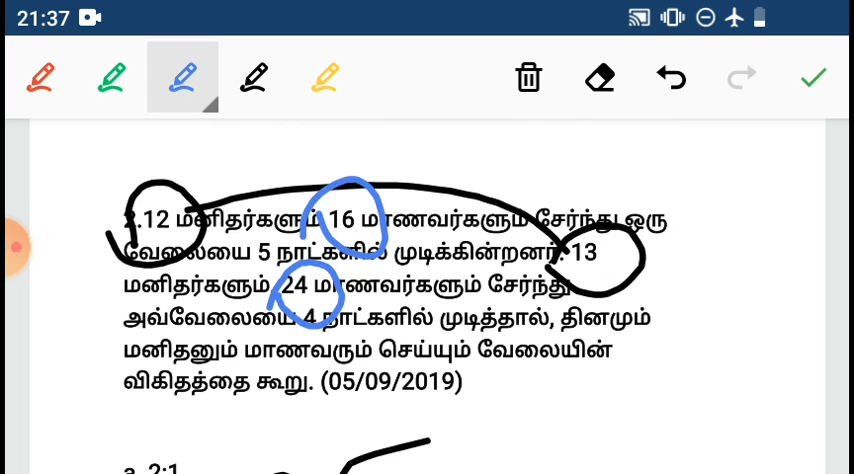 21:37
2.12 மனிதர்களும் 16 மாணவர்களும் சேர்ந்து ஒரு
வேலையை 5 நாட்களில் முடிக்கின்றனர். 13
மனிதர்களும் 24 மாணவர்களும் சேர்ந்து
அவ்வேலையை 4 நாட்களில் முடித்தால், தினமும்
மனிதனும் மாணவரும் செய்யும் வேலையின்
விகிதத்தை கூறு. (05/09/2019)
a. 2:1